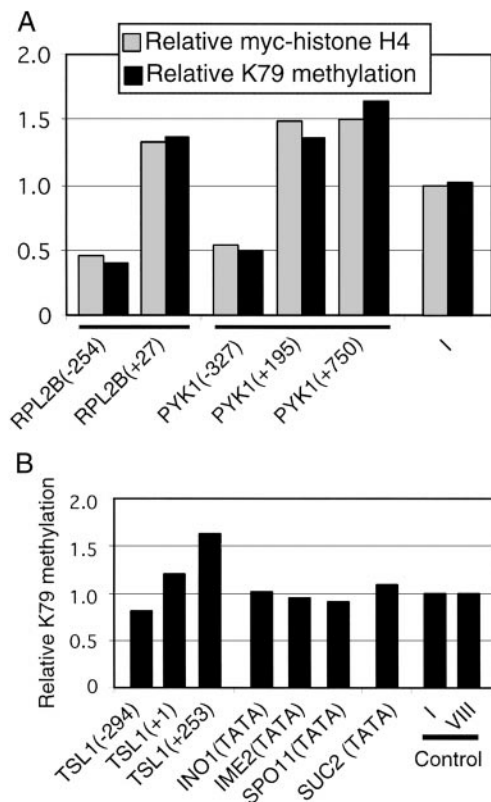 A
Relative myc-histone H4
Relative K79 methylation
2.0
1.5
1.0
0.5
0
RPL2B(-254)
RPL2B(+27)
PYK1(-327)
PYK1(+195)
PYK1(+750)
I
B
Relative K79 methylation
2.0
1.5
1.0
0.5
0
TSL1(-294)
TSL1(+1)
TSL1(+253)
INO1(TATA)
IME2(TATA)
SPO11(TATA)
SUC2 (TATA)
I
VIII
Control